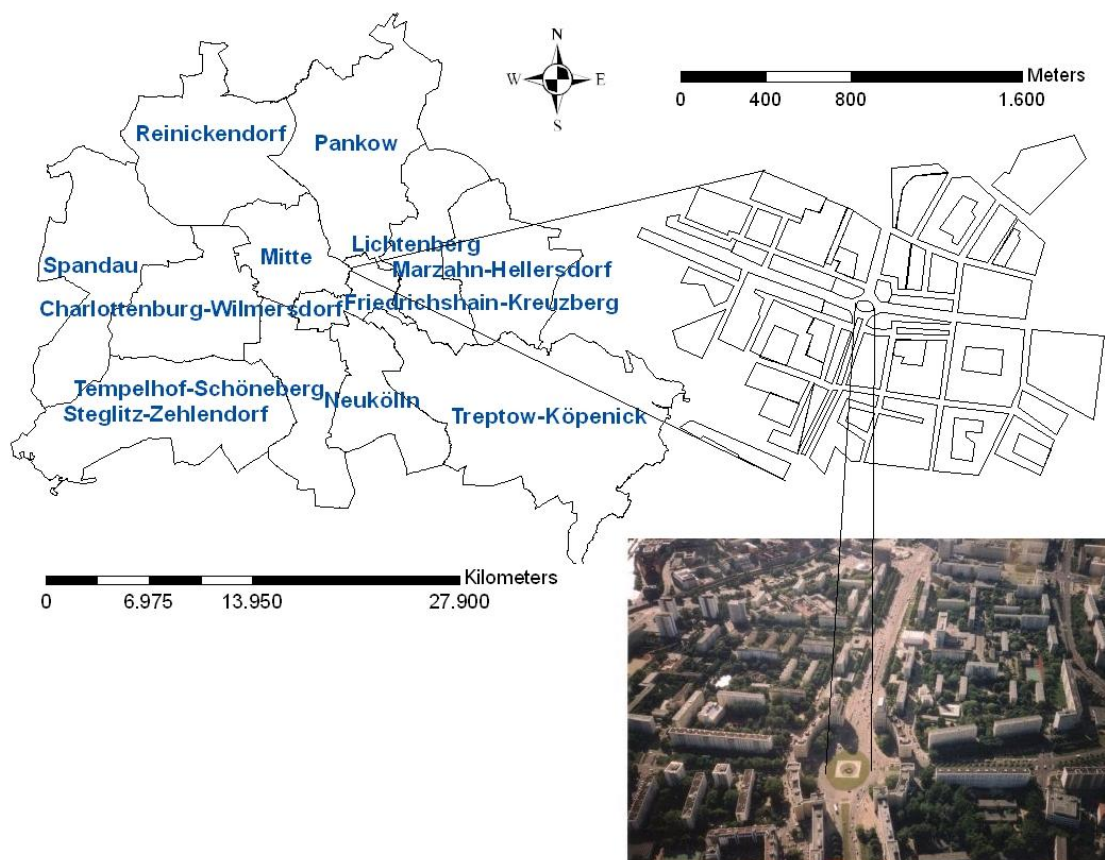 N
W E
S
Meters
0 400 800 1.600
Reinickendorf
Pankow
Lichtenberg
Mitte
Spandau
Marzahn-Hellersdorf
Charlottenburg-Wilmersdorf
Friedrichshain-Kreuzberg
Tempelhof-Schöneberg
Neukölln
Steglitz-Zehlendorf
Treptow-Köpenick
Kilometers
0 6.975 13.950 27.900